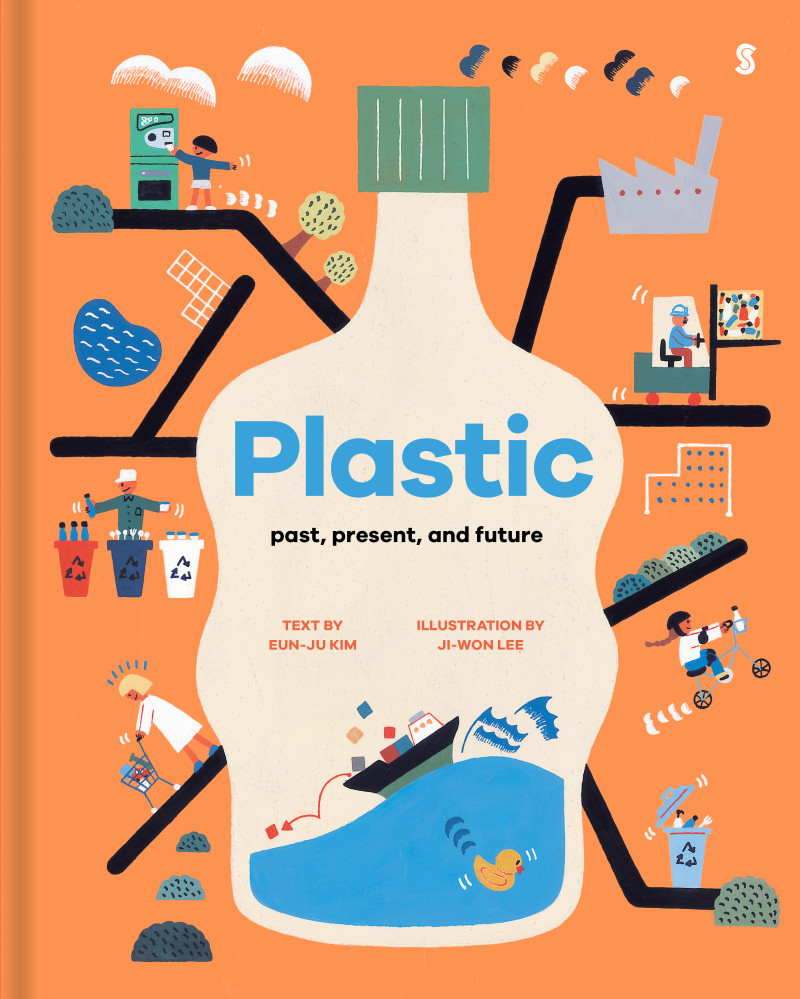 S
Plastic
past, present, and future
TEXT BY
EUN-JU KIM
ILLUSTRATION BY
JI-WON LEE